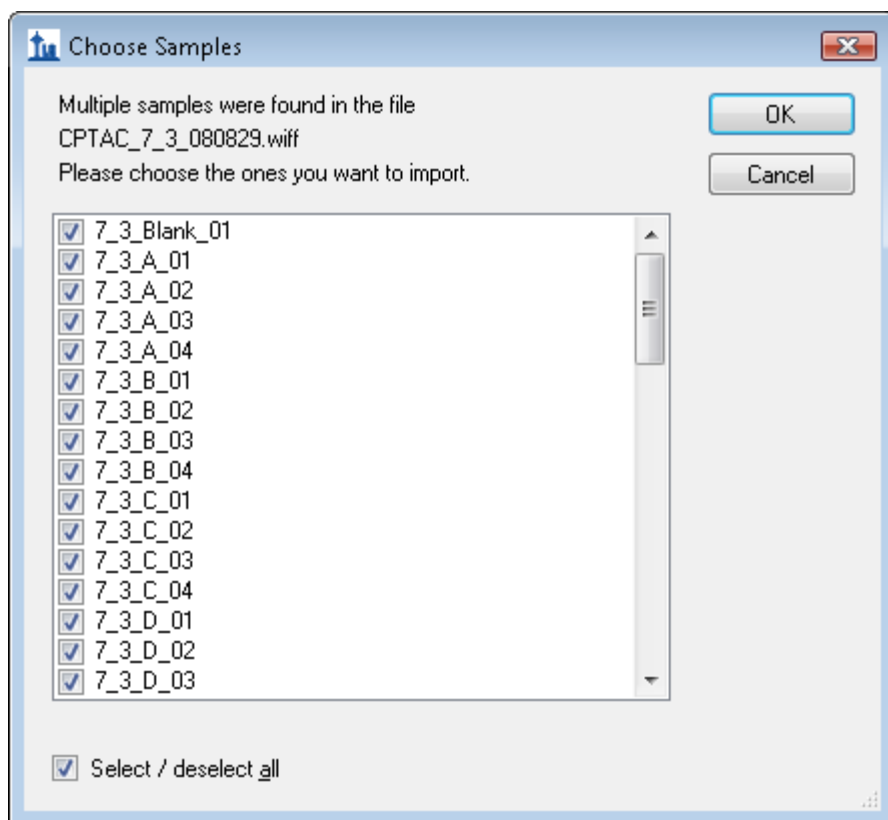 Choose Samples
Multiple samples were found in the file
CPTAC_7_3_080829.wiff
Please choose the ones you want to import.
OK
Cancel
7_3_Blank_01
7_3_A_01
7_3_A_02
7_3_A_03
7_3_A_04
7_3_B_01
7_3_B_02
7_3_B_03
7_3_B_04
7_3_C_01
7_3_C_02
7_3_C_03
7_3_C_04
7_3_D_01
7_3_D_02
7_3_D_03
Select / deselect all